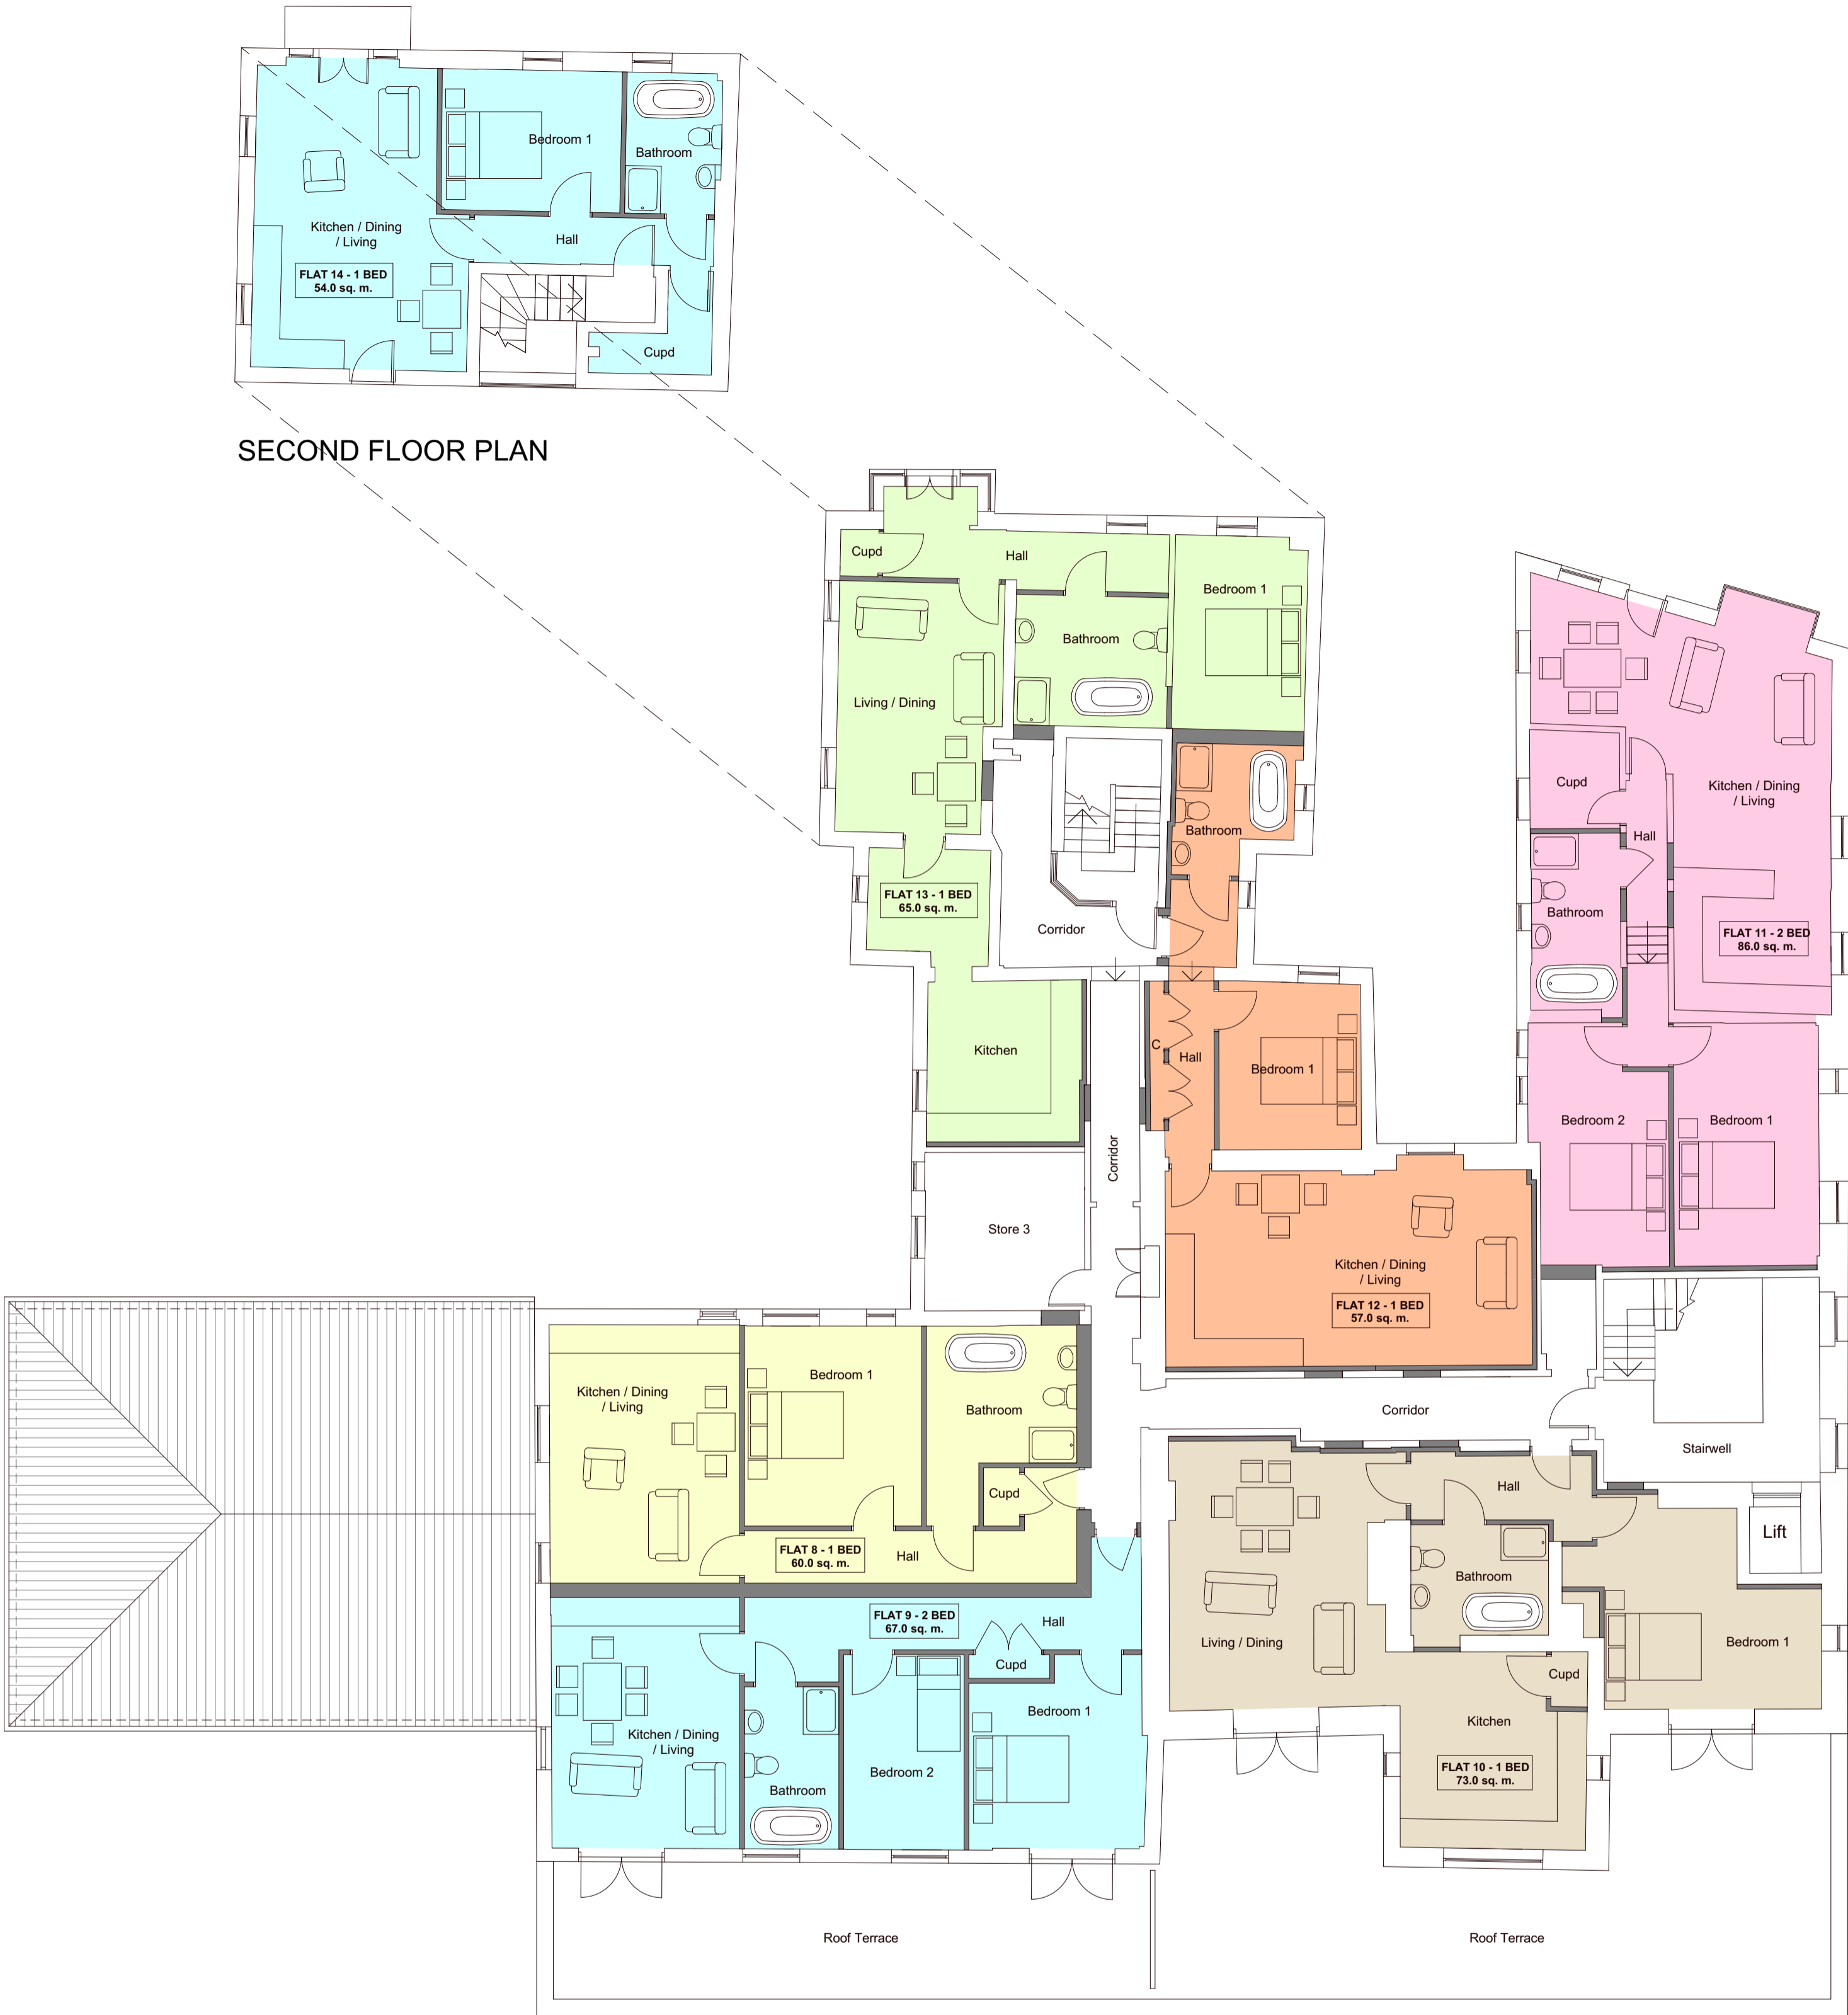 Bedroom 1
Bathroom
Kitchen / Dining
/ Living
Hall
FLAT 14 - 1 BED
54.0 sq. m.
Cupd
SECOND FLOOR PLAN
Cupd
Hall
Bedroom 1
Bathroom
Living / Dining
FLAT 13 - 1 BED
65.0 sq. m.
Kitchen
Corridor
Bathroom
C
Hall
Bedroom 1
Kitchen / Dining
/ Living
FLAT 12 - 1 BED
57.0 sq. m.
Cupd
Kitchen / Dining
/ Living
Hall
Bathroom
FLAT 11 - 2 BED
86.0 sq. m.
Bedroom 2
Bedroom 1
Corridor
Store 3
Kitchen / Dining
/ Living
Bedroom 1
Bathroom
Cupd
FLAT 8 - 1 BED
60.0 sq. m.
Hall
Corridor
Stairwell
Lift
Hall
Bathroom
Living / Dining
Bedroom 1
Cupd
Kitchen
FLAT 10 - 1 BED
73.0 sq. m.
FLAT 9 - 2 BED
67.0 sq. m.
Hall
Cupd
Bedroom 1
Kitchen / Dining
/ Living
Bedroom 2
Bathroom
Roof Terrace
Roof Terrace